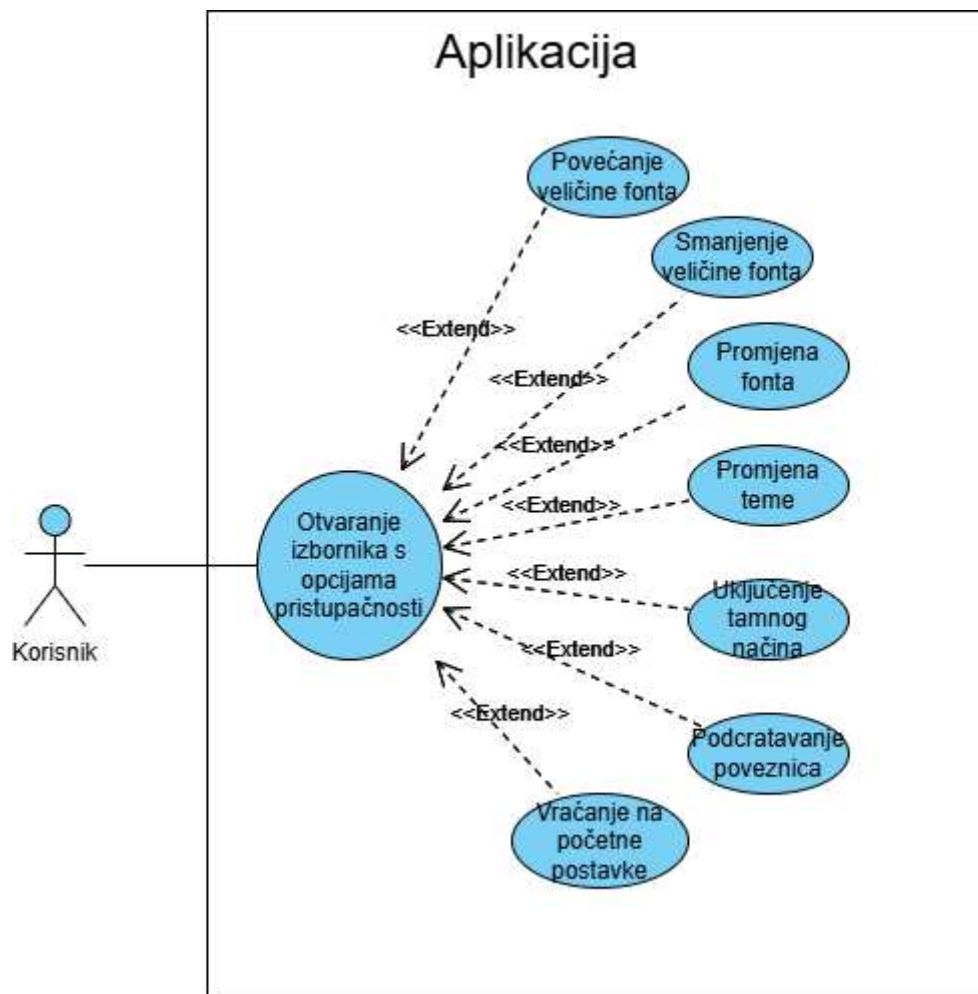 Aplikacija
Povećanje
veličine fonta
Smanjenje
veličine fonta
<<Extend>>
Promjena
fonta
<<Extend>>
<<Extend>>
Promjena
teme
<<Extend>>
Otvaranje
izbornika s
opcijama
pristupačnosti
<<Extend>>
Uključenje
tamnog
načina
Korisnik
<<Extend>>
<<Extend>>
Podcratavanje
poveznica
Vraćanje na
početne
postavke